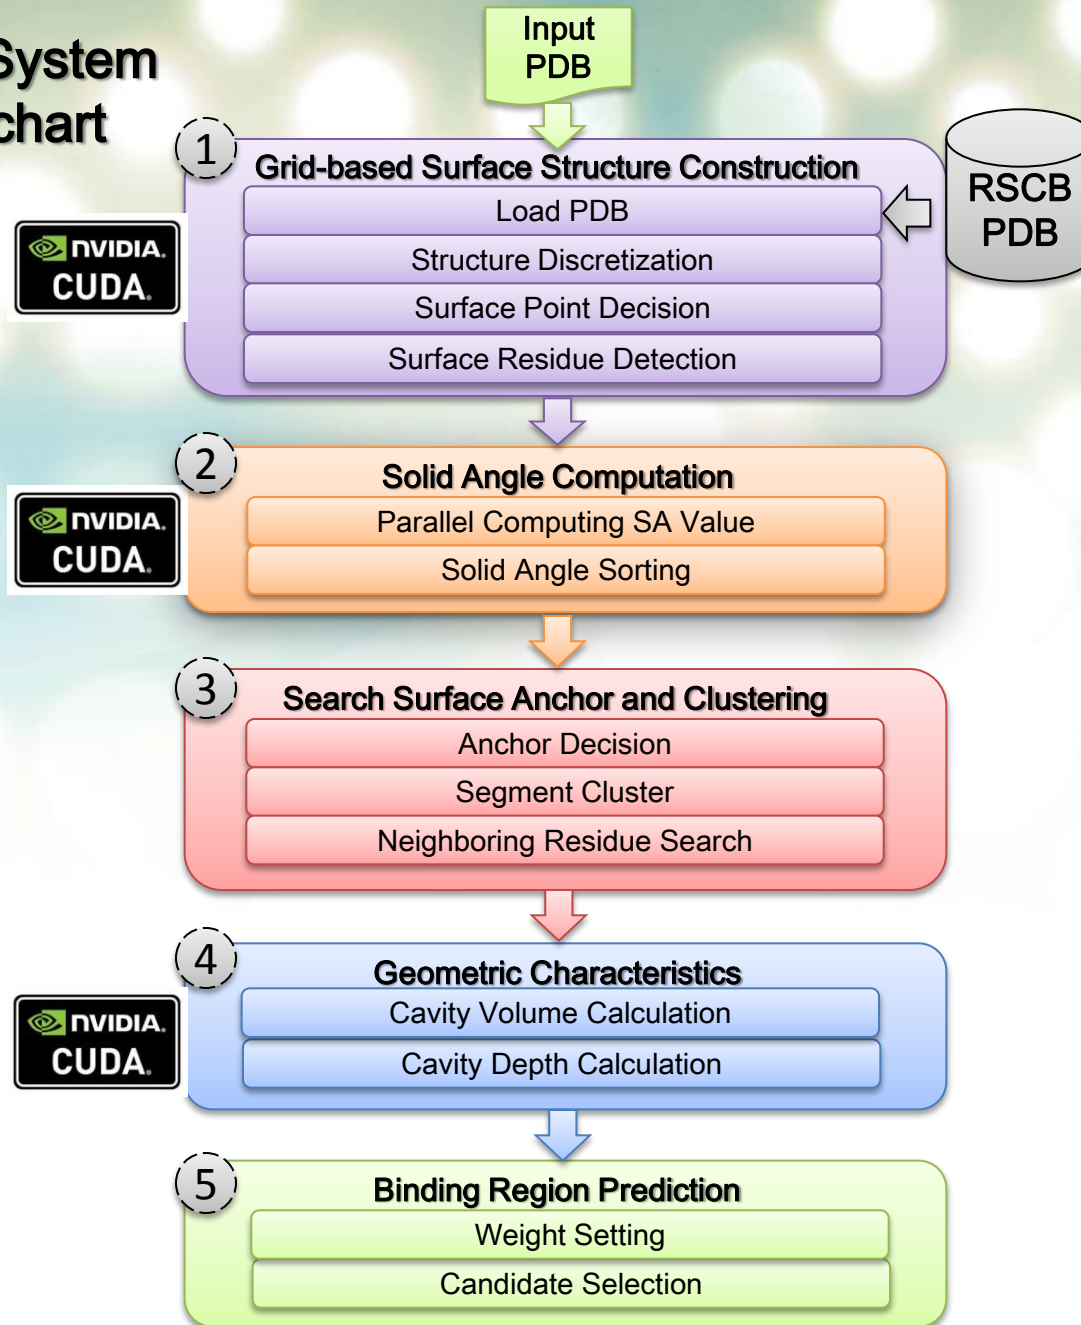 System
chart
Input
PDB
1
Grid-based Surface Structure Construction
Load PDB
Structure Discretization
Surface Point Decision
Surface Residue Detection
RSCB
PDB
NVIDIA.
CUDA.
2
Solid Angle Computation
Parallel Computing SA Value
Solid Angle Sorting
NVIDIA.
CUDA.
3
Search Surface Anchor and Clustering
Anchor Decision
Segment Cluster
Neighboring Residue Search
4
Geometric Characteristics
Cavity Volume Calculation
Cavity Depth Calculation
NVIDIA.
CUDA.
5
Binding Region Prediction
Weight Setting
Candidate Selection